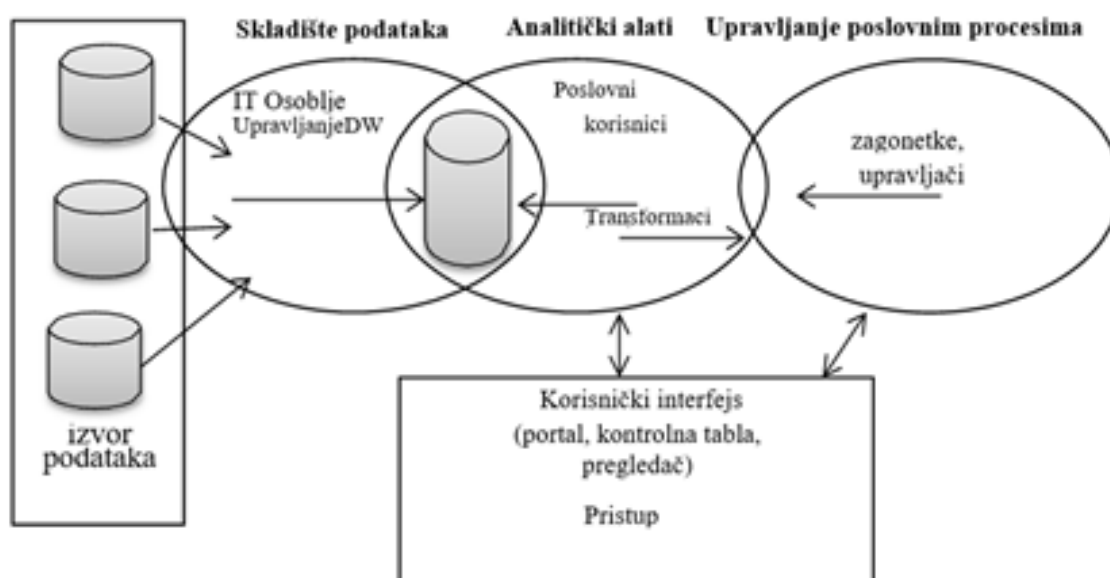 Skladište podataka
Analitički alati
Upravljanje poslovnim procesima
IT Osoblje
UpravljanjeDW
Poslovni
korisnici
Transformaci
zagonetke,
upravljači
izvor
podataka
Korisnički interfejs
(portal, kontrolna tabla,
pregledač)
Pristup